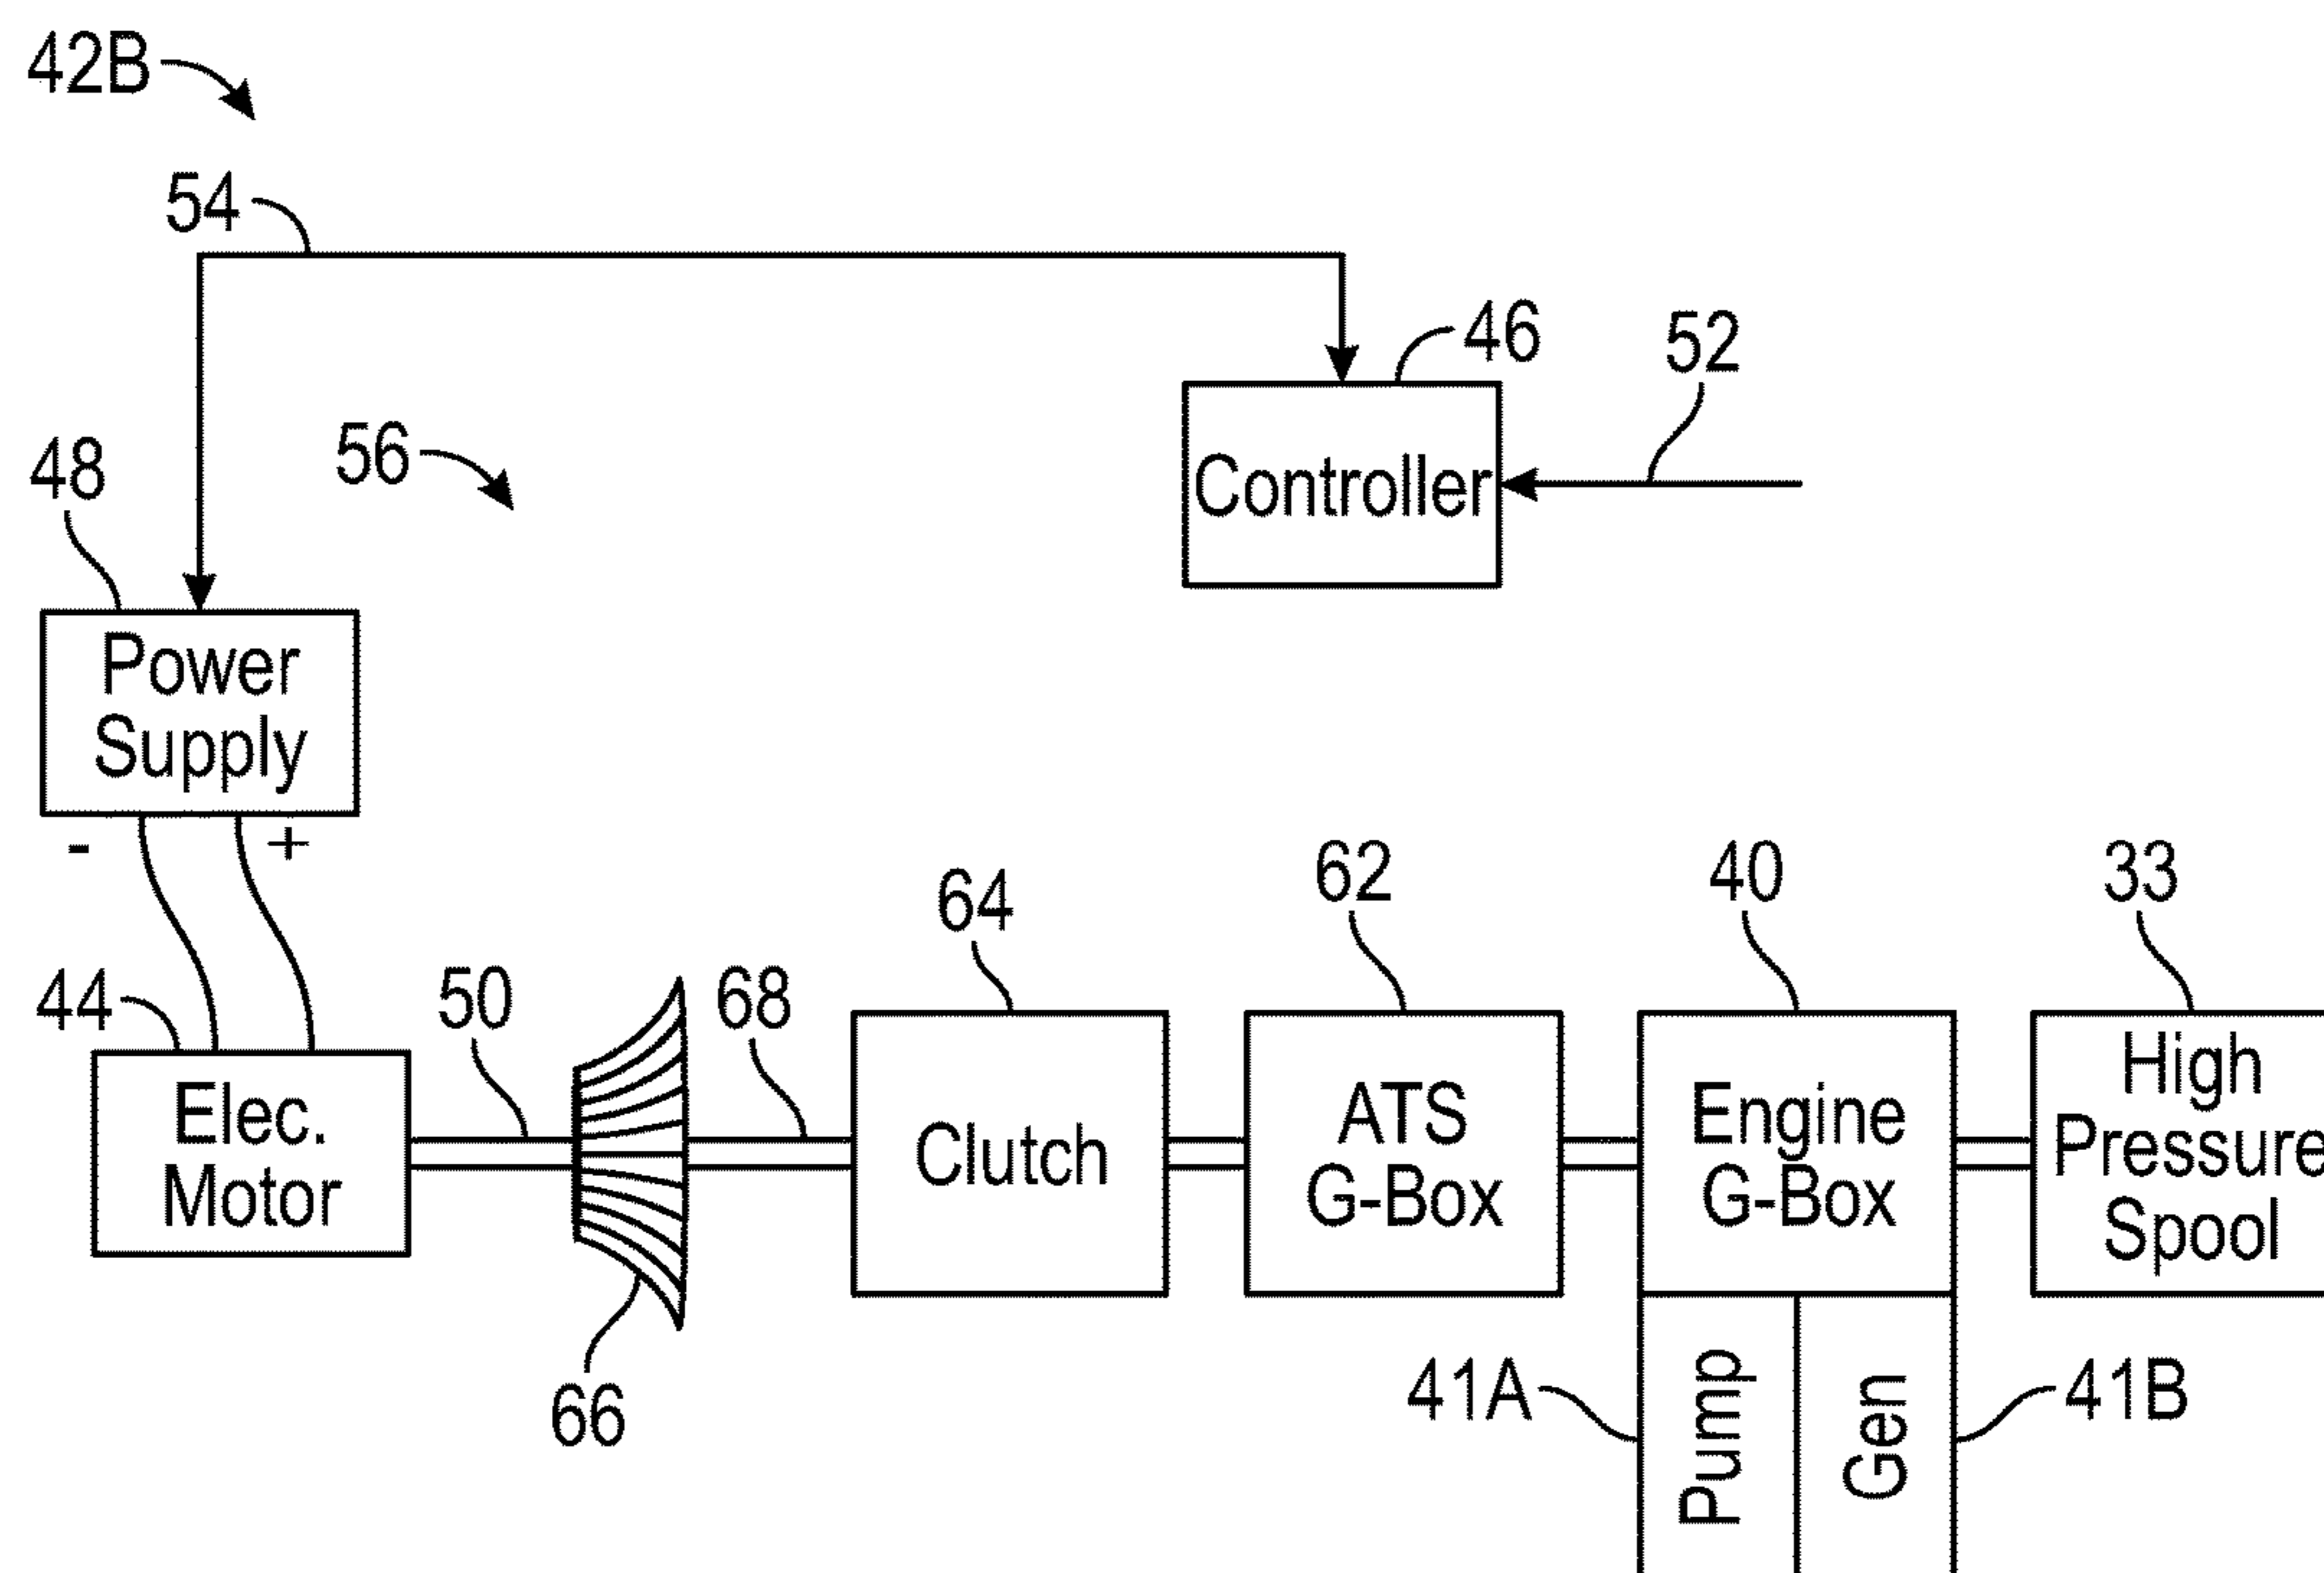 42B
54
46
52
56
48
Controller
Power
Supply
- +
64
62
40
33
44
50
68
Elec.
Motor
Clutch
ATS
G-Box
Engine
G-Box
High
Pressure
Spool
66
41A
Pump
Gen
41B